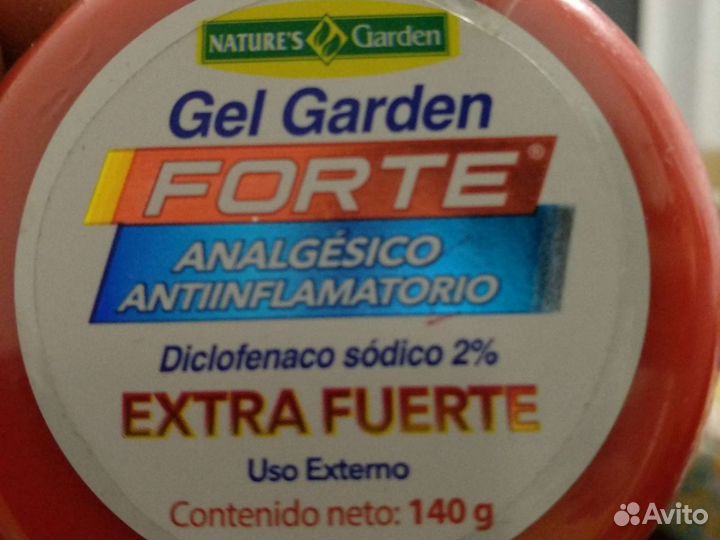 NATURE'S Garden
Gel Garden
FORTE®
ANALGÉSICO
ANTIINFLAMATORIO
Diclofenaco sódico 2%
EXTRA FUERTE
Uso Externo
Contenido neto: 140 g
Avito